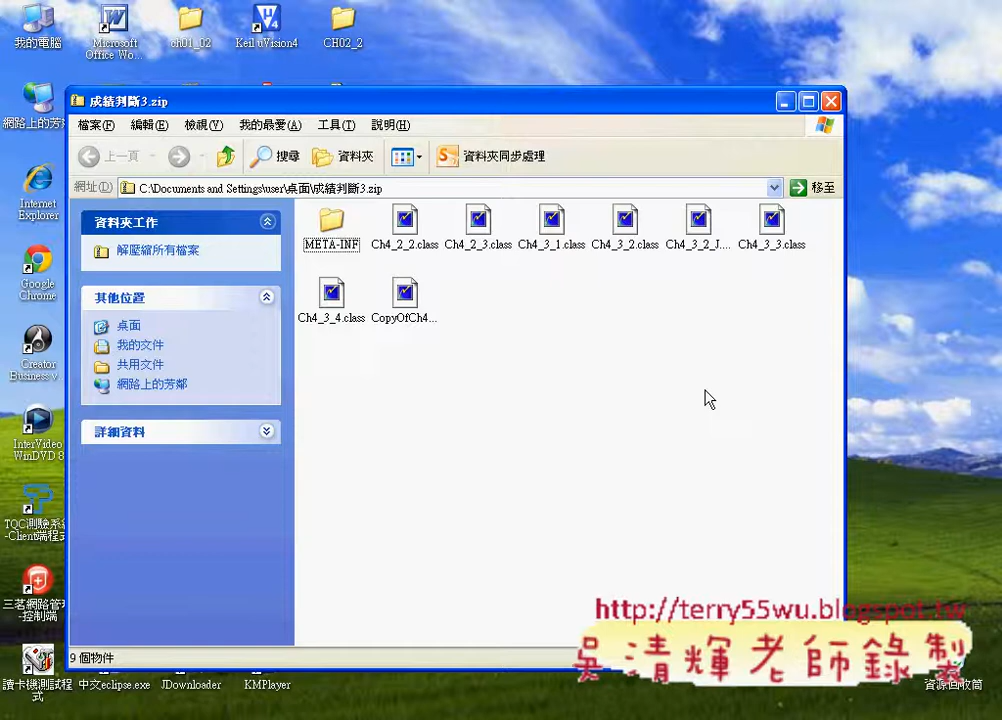 我的電腦
Microsoft Office Wo...
ch01_02
Keil uVision4
CH02_2
網路上的芳
Internet Explorer
Google Chrome
Creator Business v
InterVideo WinDVD 8
TQC測驗系統 -Client端程式
三名網路管 -控制端
讀卡機測試程式
中文eclipse.exe
JDownloader
KMPlayer
資源回收筒
成績判斷3.zip
檔案(F) 編輯(E) 檢視(V) 我的最愛(A) 工具(T) 說明(H)
上一頁 搜尋 資料夾 資料夾同步處理
網址(D) C:\Documents and Settings\user\桌面\成績判斷3.zip 移至
資料夾工作
解壓縮所有檔案
其他位置
桌面
我的文件
共用文件
網路上的芳鄰
詳細資料
META-INF Ch4_2_2.class Ch4_2_3.class Ch4_3_1.class Ch4_3_2.class Ch4_3_2_J.... Ch4_3_3.class
Ch4_3_4.class CopyOfCh4...
9 個物件
http://terry55wu.blogspot.tw
吳清輝老師錄製